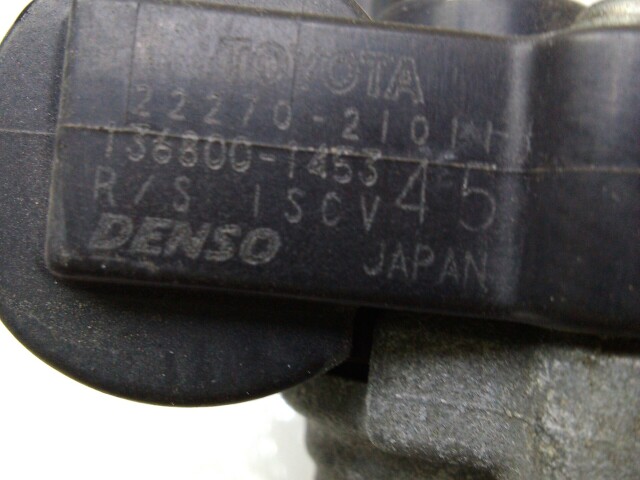 TOYOTA
22270-21011
136800-1453
R/S ISCV 45
DENSO JAPAN